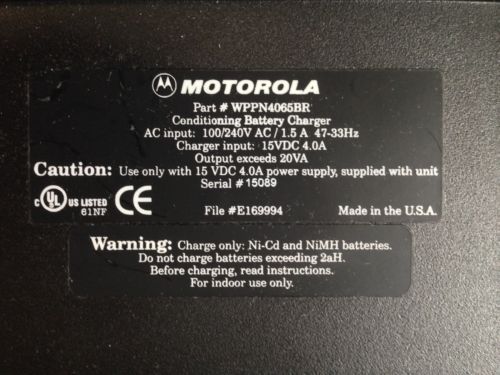 MOTOROLA
Part # WPPN4065BR
Conditioning Battery Charger
AC input: 100/240V AC / 1.5 A 47-33Hz
Charger input: 15VDC 4.0A
Output exceeds 20VA
Caution: Use only with 15 VDC 4.0A power supply, supplied with unit
Serial # 15089
C UL US LISTED CE
61NF
File #E169994 Made in the U.S.A.
Warning: Charge only: Ni-Cd and NiMH batteries.
Do not charge batteries exceeding 2aH.
Before charging, read instructions.
For indoor use only.